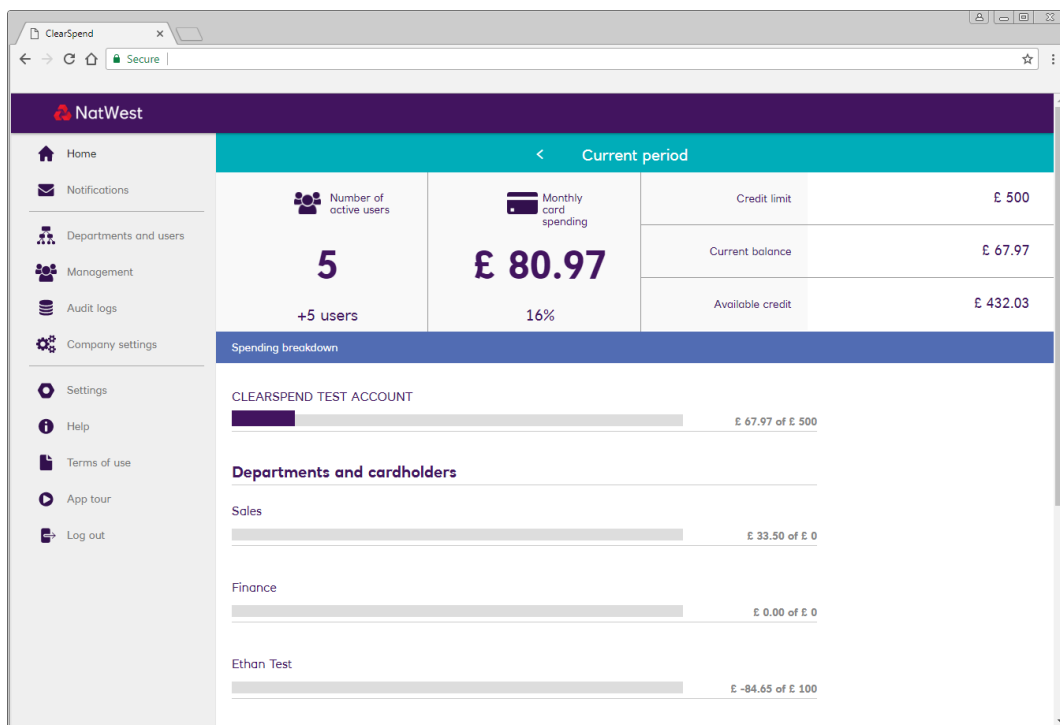 ClearSpend
Secure
NatWest
Home
Notifications
Departments and users
Management
Audit logs
Company settings
Settings
Help
Terms of use
App tour
Log out
< Current period
Number of
active users
5
+5 users
Monthly
card
spending
£ 80.97
16%
Credit limit £ 500
Current balance £ 67.97
Available credit £ 432.03
Spending breakdown
CLEARSPEND TEST ACCOUNT
£ 67.97 of £ 500
Departments and cardholders
Sales
£ 33.50 of £ 0
Finance
£ 0.00 of £ 0
Ethan Test
£ -84.65 of £ 100